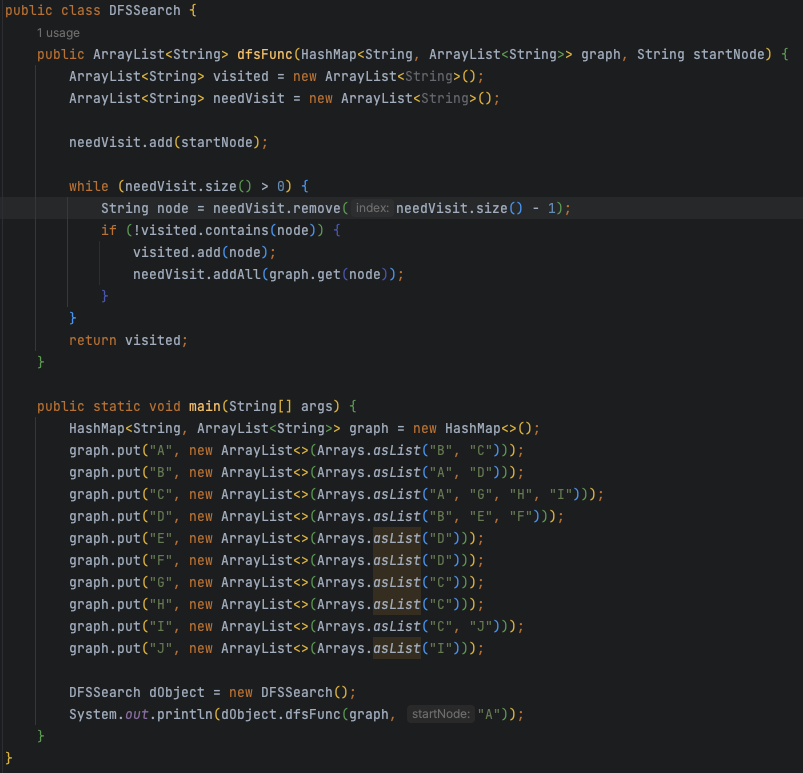 public class DFSSearch {
1 usage
public ArrayList<String> dfsFunc(HashMap<String, ArrayList<String>> graph, String startNode) {
ArrayList<String> visited = new ArrayList<String>();
ArrayList<String> needVisit = new ArrayList<String>();
needVisit.add(startNode);
while (needVisit.size() > 0) {
String node = needVisit.remove( index: needVisit.size() - 1);
if (!visited.contains(node)) {
visited.add(node);
needVisit.addAll(graph.get(node));
}
}
return visited;
}
public static void main(String[] args) {
HashMap<String, ArrayList<String>> graph = new HashMap<>();
graph.put("A", new ArrayList<>(Arrays.asList("B", "C")));
graph.put("B", new ArrayList<>(Arrays.asList("A", "D")));
graph.put("C", new ArrayList<>(Arrays.asList("A", "G", "H", "I")));
graph.put("D", new ArrayList<>(Arrays.asList("B", "E", "F")));
graph.put("E", new ArrayList<>(Arrays.asList("D")));
graph.put("F", new ArrayList<>(Arrays.asList("D")));
graph.put("G", new ArrayList<>(Arrays.asList("C")));
graph.put("H", new ArrayList<>(Arrays.asList("C")));
graph.put("I", new ArrayList<>(Arrays.asList("C", "J")));
graph.put("J", new ArrayList<>(Arrays.asList("I")));
DFSSearch dObject = new DFSSearch();
System.out.println(dObject.dfsFunc(graph, startNode: "A"));
}
}